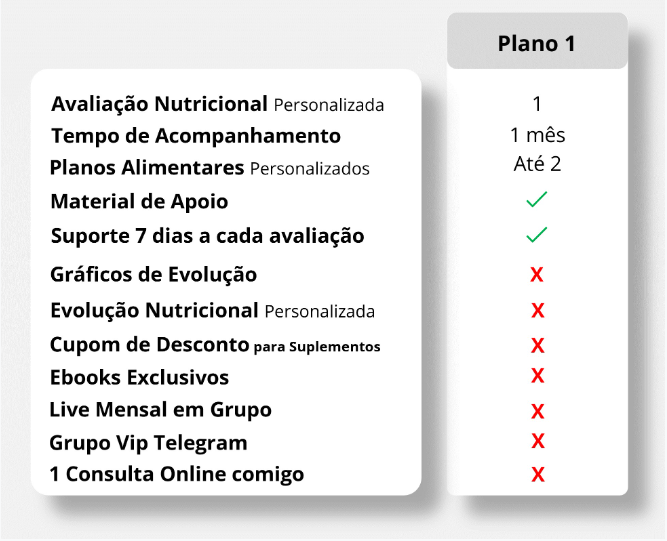 Plano 1
Avaliação Nutricional Personalizada 1
Tempo de Acompanhamento 1 mês
Planos Alimentares Personalizados Até 2
Material de Apoio ✓
Suporte 7 dias a cada avaliação ✓
Gráficos de Evolução X
Evolução Nutricional Personalizada X
Cupom de Desconto para Suplementos X
Ebooks Exclusivos X
Live Mensal em Grupo X
Grupo Vip Telegram X
1 Consulta Online comigo X